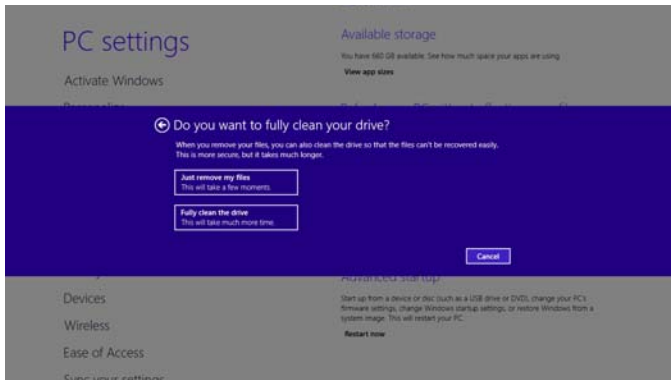 PC settings
Activate Windows
Available storage
You have 660 GB available. See how much space your apps are using.
View app sizes
Do you want to fully clean your drive?
When you remove your files, you can also clean the drive so that the files can't be recovered easily.
This is more secure, but it takes much longer.
Just remove my files
This will take a few moments.
Fully clean the drive
This will take much more time.
Cancel
Devices
Wireless
Ease of Access
Sync your settings
Advanced startup
Start up from a device or disc (such as a USB drive or DVD), change your PC's
firmware settings, change Windows startup settings, or restore Windows from a
system image. This will restart your PC.
Restart now